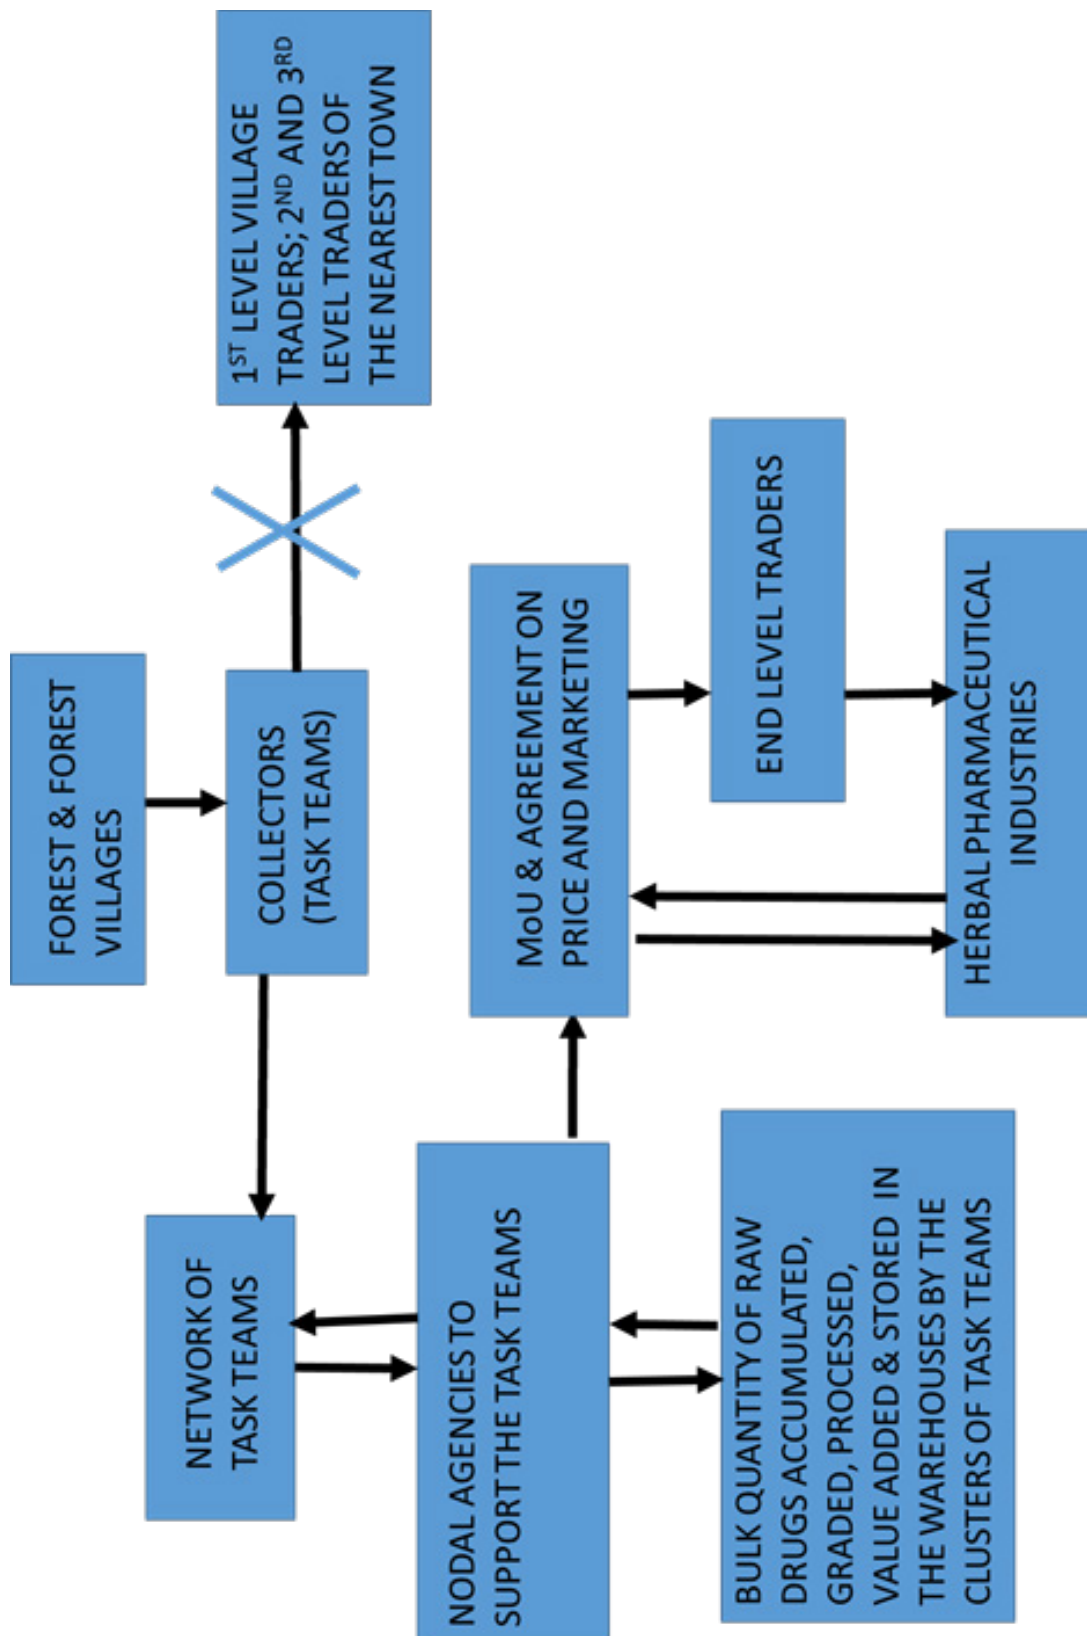 FOREST & FOREST
VILLAGES
COLLECTORS
(TASK TEAMS)
1ST LEVEL VILLAGE
TRADERS; 2ND AND 3RD
LEVEL TRADERS OF
THE NEAREST TOWN
NETWORK OF
TASK TEAMS
NODAL AGENCIES TO
SUPPORT THE TASK TEAMS
BULK QUANTITY OF RAW
DRUGS ACCUMULATED,
GRADED, PROCESSED,
VALUE ADDED & STORED IN
THE WAREHOUSES BY THE
CLUSTERS OF TASK TEAMS
MoU & AGREEMENT ON
PRICE AND MARKETING
END LEVEL TRADERS
HERBAL PHARMACEUTICAL
INDUSTRIES